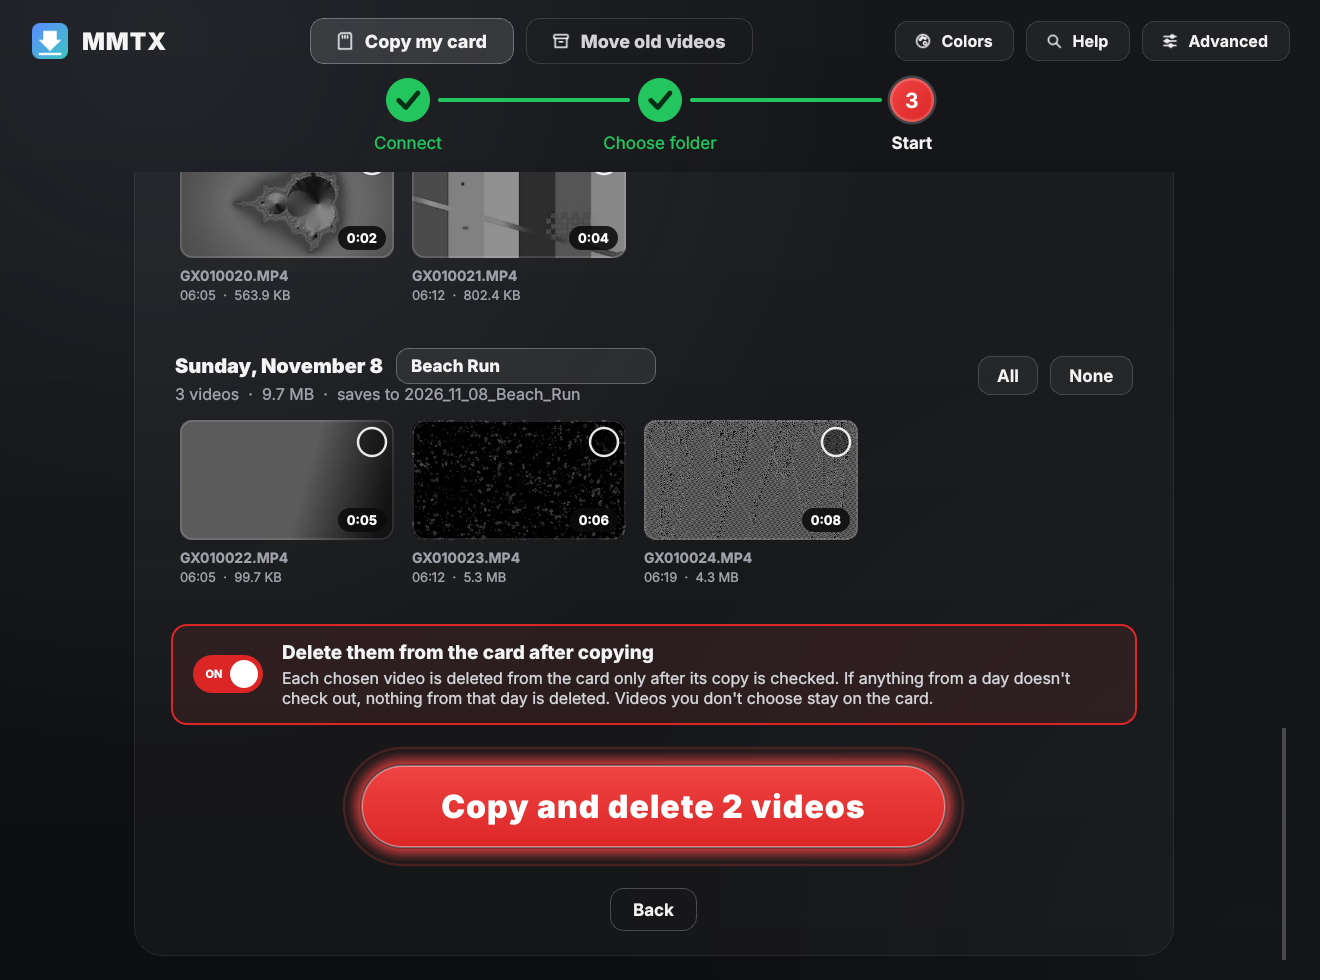 MMTX
Copy my card
Move old videos
Colors
Help
Advanced
3
Connect
Choose folder
Start
0:02
0:04
GX010020.MP4
GX010021.MP4
06:05 · 563.9 KB
06:12 · 802.4 KB
Sunday, November 8
Beach Run
All
None
3 videos · 9.7 MB · saves to 2026_11_08_Beach_Run
0:05
0:06
0:08
GX010022.MP4
GX010023.MP4
GX010024.MP4
06:05 · 99.7 KB
06:12 · 5.3 MB
06:19 · 4.3 MB
Delete them from the card after copying
ON
Each chosen video is deleted from the card only after its copy is checked. If anything from a day doesn't
check out, nothing from that day is deleted. Videos you don't choose stay on the card.
Copy and delete 2 videos
Back